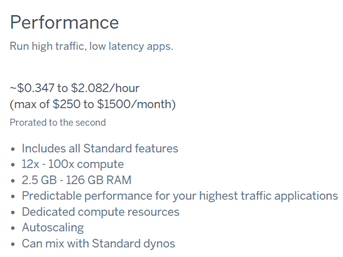 Performance
Run high traffic, low latency apps.
~$0.347 to $2.082/hour
(max of $250 to $1500/month)
Prorated to the second
• Includes all Standard features
• 12x - 100x compute
• 2.5 GB - 126 GB RAM
• Predictable performance for your highest traffic applications
• Dedicated compute resources
• Autoscaling
• Can mix with Standard dynos